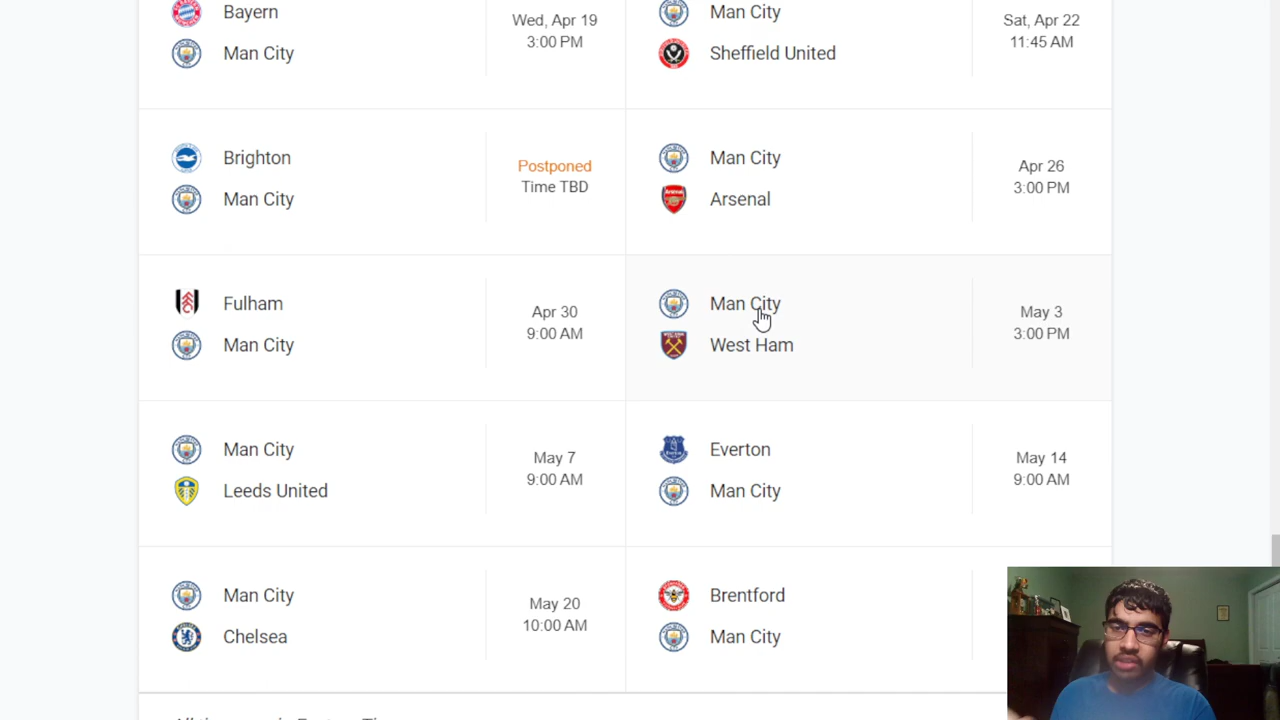 Bayern
Man City
Wed, Apr 19
3:00 PM
Man City
Sheffield United
Sat, Apr 22
11:45 AM
Brighton
Man City
Postponed
Time TBD
Man City
Arsenal
Apr 26
3:00 PM
Fulham
Man City
Apr 30
9:00 AM
Man City
West Ham
May 3
3:00 PM
Man City
Leeds United
May 7
9:00 AM
Everton
Man City
May 14
9:00 AM
Man City
Chelsea
May 20
10:00 AM
Brentford
Man City